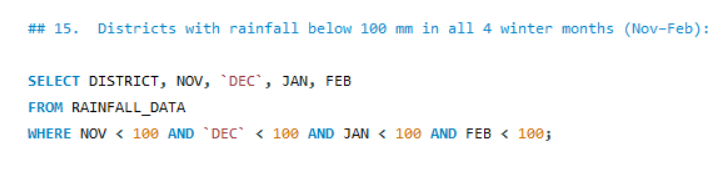 ## 15.  Districts with rainfall below 100 mm in all 4 winter months (Nov–Feb):
SELECT DISTRICT, NOV, `DEC`, JAN, FEB
FROM RAINFALL_DATA
WHERE NOV < 100 AND `DEC` < 100 AND JAN < 100 AND FEB < 100;